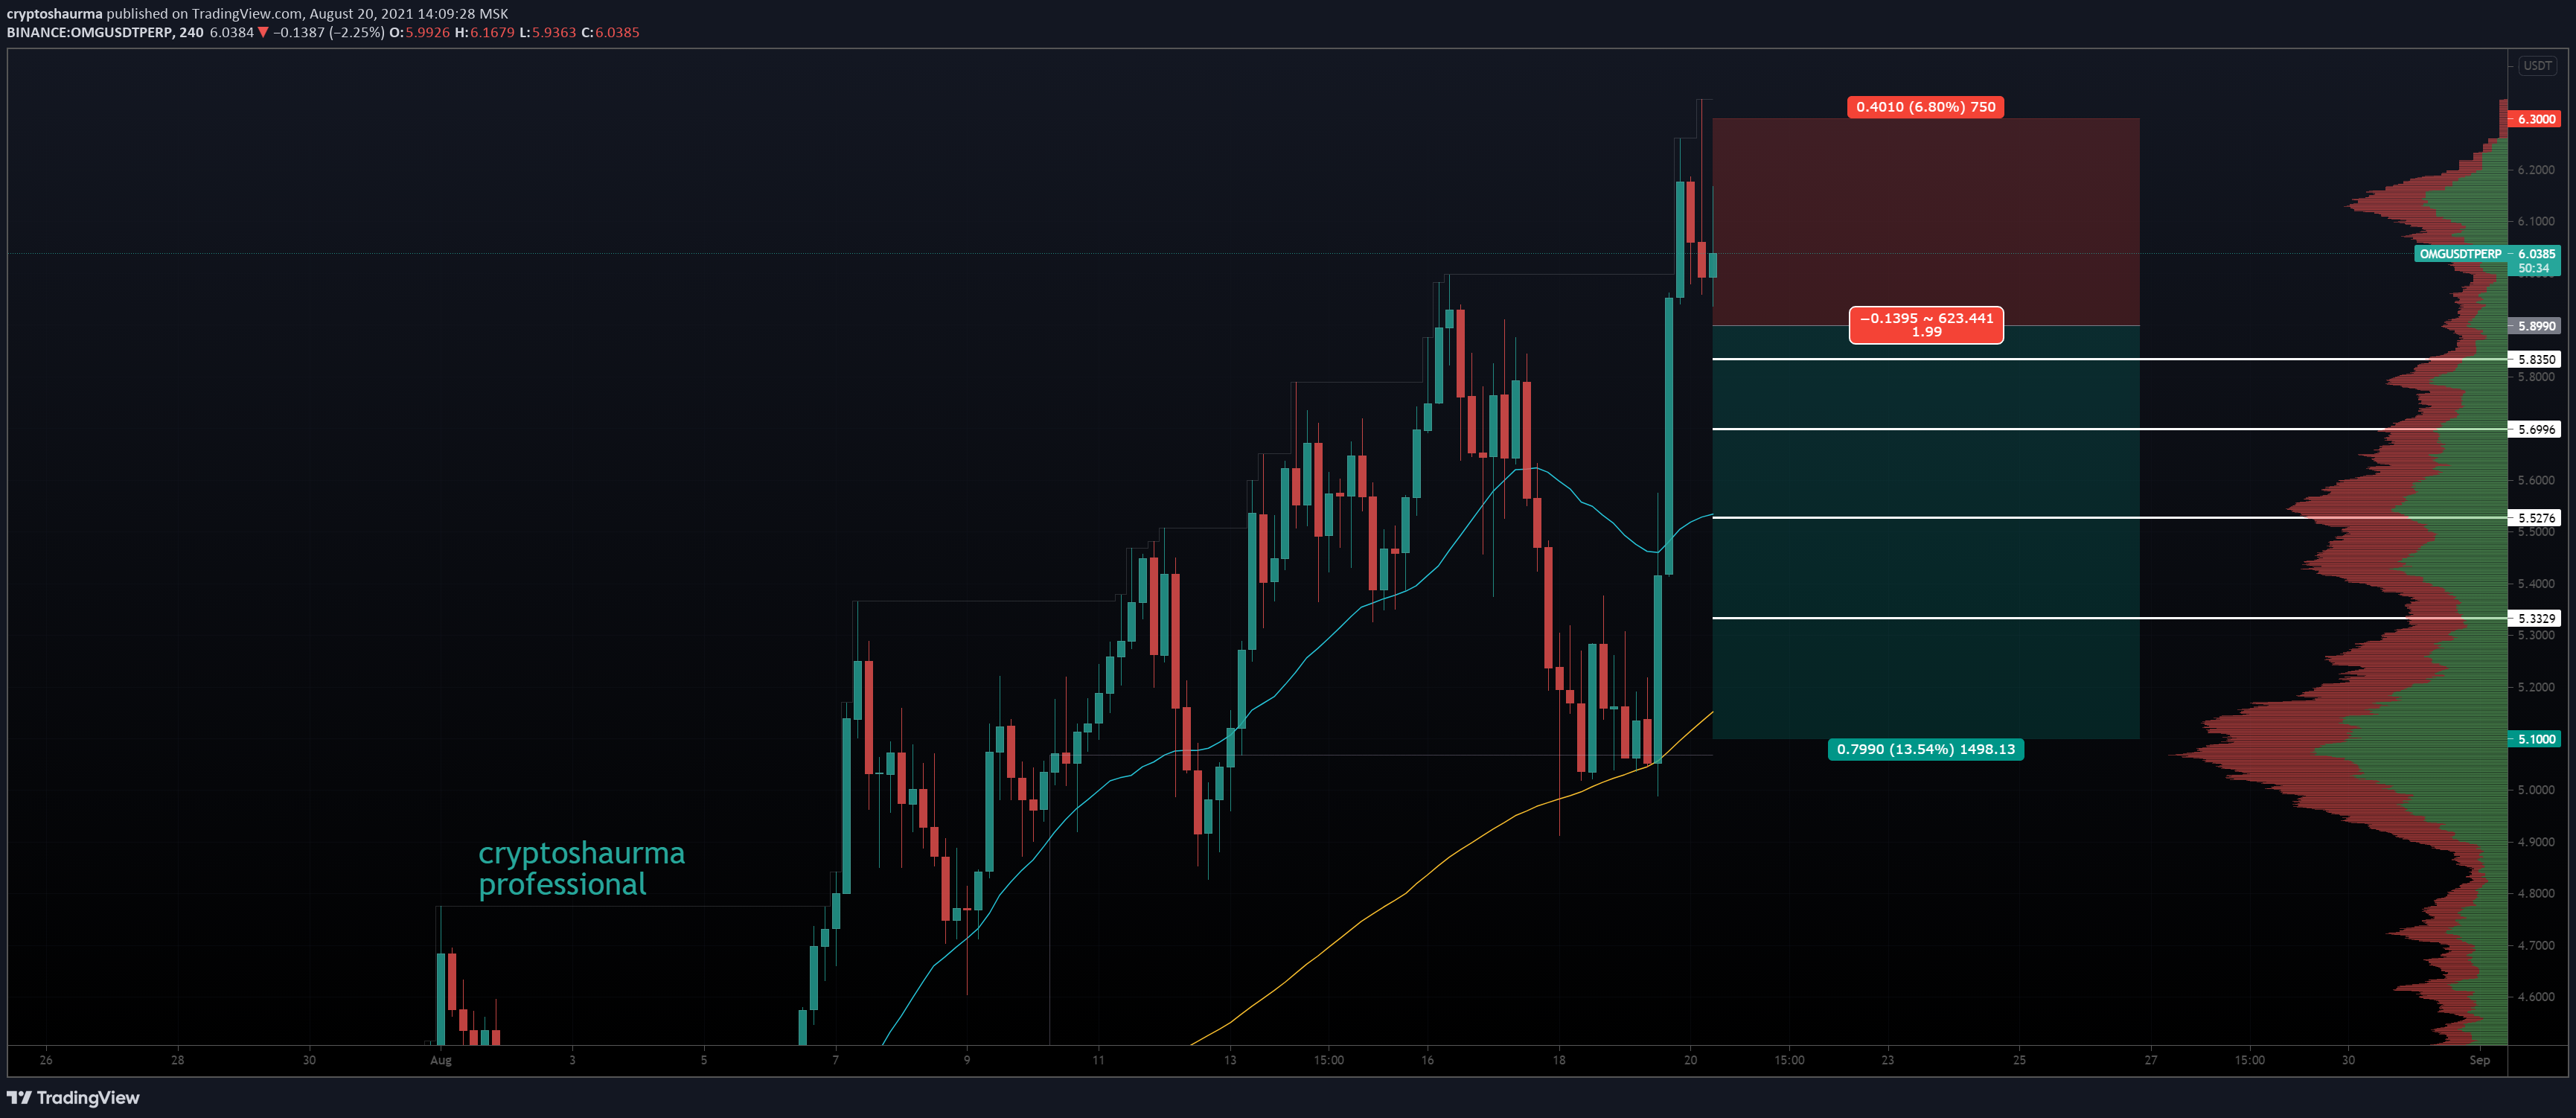 cryptoshaurma published on TradingView.com, August 20, 2021 14:09:28 MSK
BINANCE:OMGUSDTPERP, 240 6.0384 ▼ −0.1387 (−2.25%) O:5.9926 H:6.1679 L:5.9363 C:6.0385
USDT
0.4010 (6.80%) 750
6.3000
6.2000
6.1000
OMGUSDTPERP 6.0385
50:34
−0.1395 ~ 623.441
1.99
5.8990
5.8350
5.8000
5.6996
5.6000
5.5276
5.5000
5.4000
5.3329
5.3000
5.2000
5.1000
0.7990 (13.54%) 1498.13
5.0000
4.9000
cryptoshaurma
professional
4.8000
4.7000
4.6000
26 28 30 Aug 3 5 7 9 11 13 15:00 16 18 20 15:00 23 25 27 15:00 30 Sep
TradingView